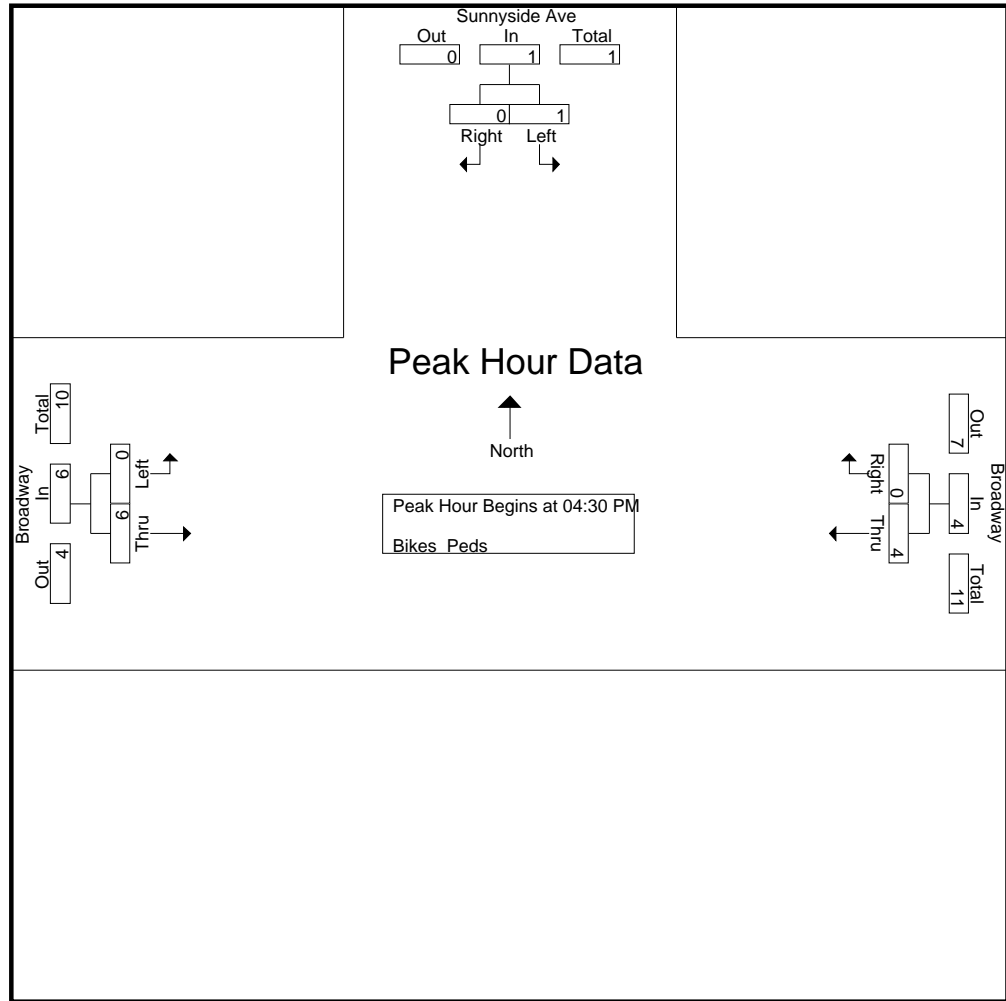 Sunnyside Ave
Out In Total
0 1 1
0 1
Right Left
Peak Hour Data
North
Peak Hour Begins at 04:30 PM
Bikes Peds
Broadway
Total In Out
10 6 4
0 6
Left Thru
Broadway
Out In Total
7 4 11
0 4
Right Thru